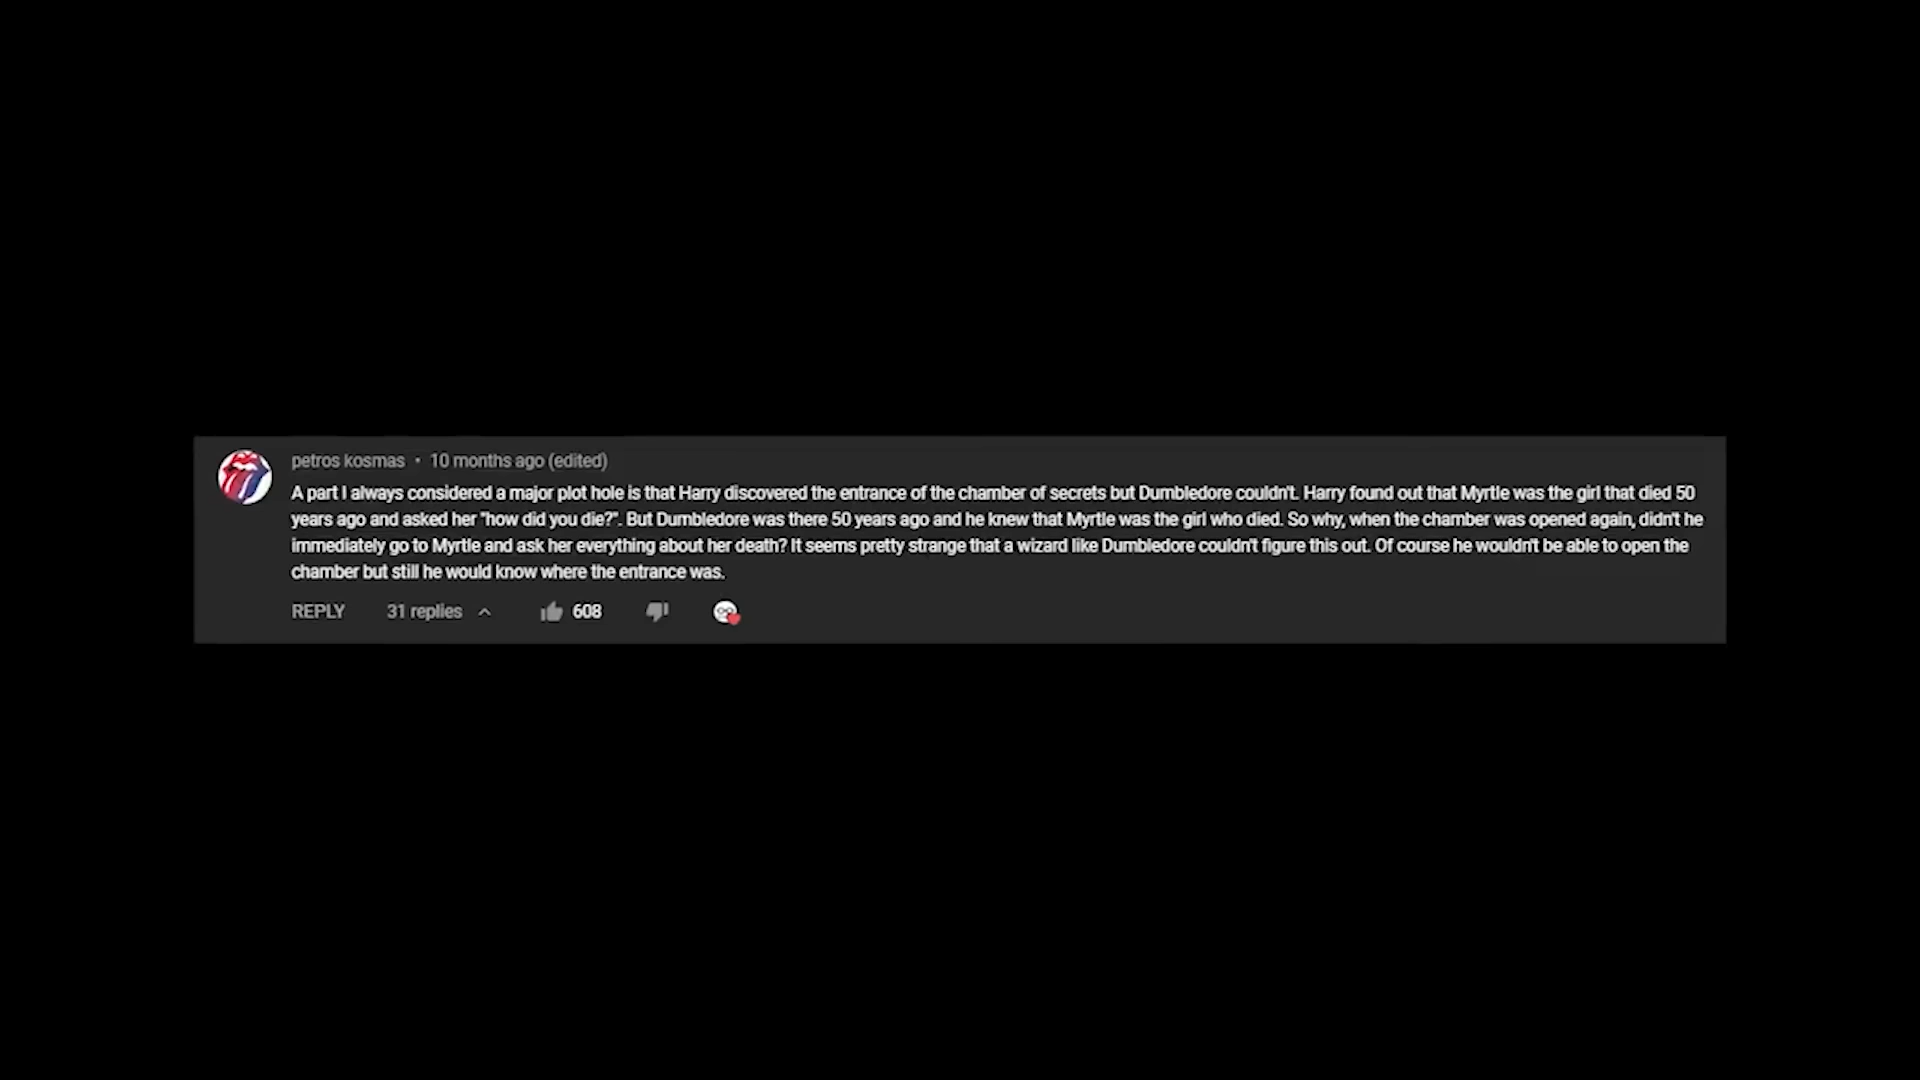 petros kosmas • 10 months ago (edited)
A part I always considered a major plot hole is that Harry discovered the entrance of the chamber of secrets but Dumbledore couldn't. Harry found out that Myrtle was the girl that died 50
years ago and asked her "how did you die?". But Dumbledore was there 50 years ago and he knew that Myrtle was the girl who died. So why, when the chamber was opened again, didn't he
immediately go to Myrtle and ask her everything about her death? It seems pretty strange that a wizard like Dumbledore couldn't figure this out. Of course he wouldn't be able to open the
chamber but still he would know where the entrance was.
REPLY 31 replies 608